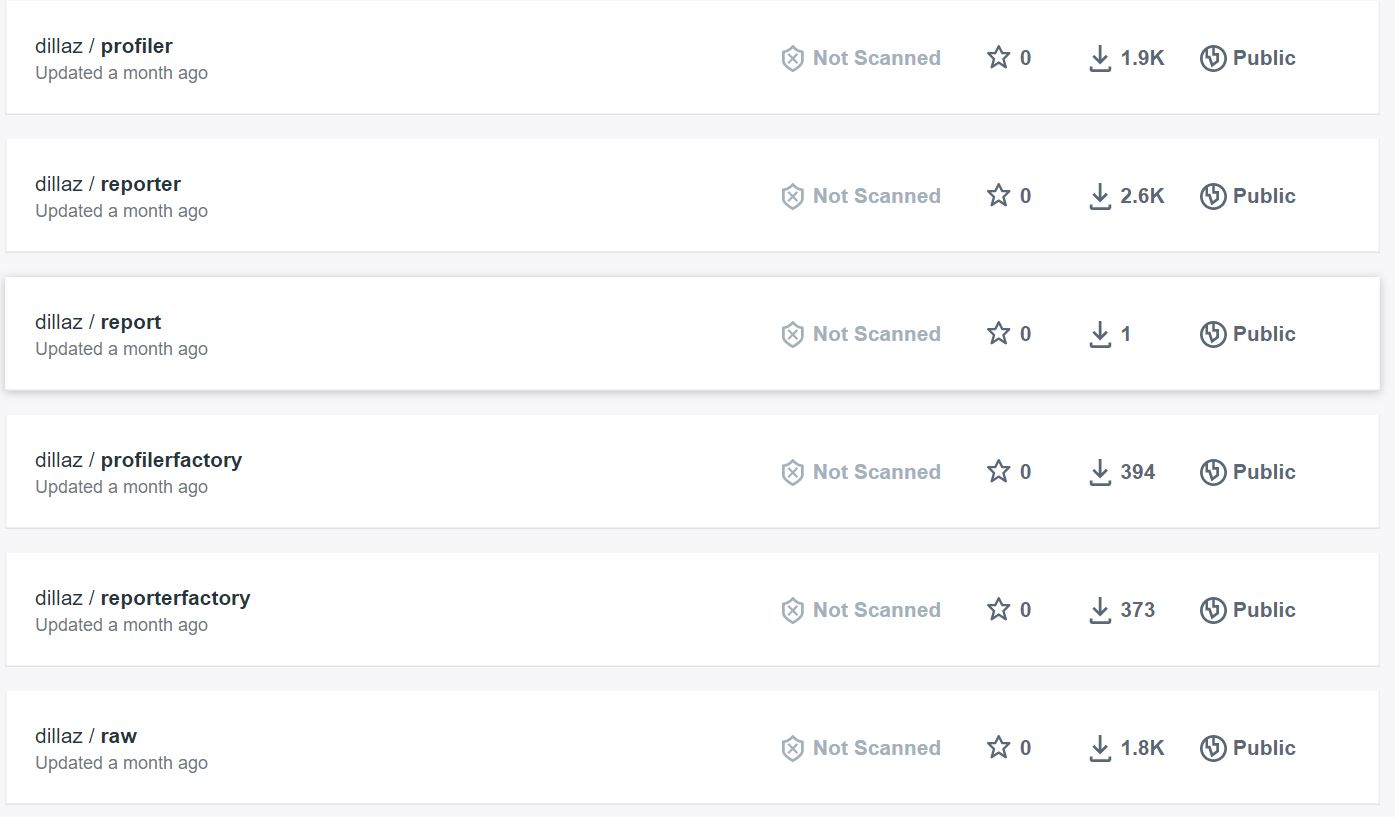 dillaz / profiler
Updated a month ago
Not Scanned 0 1.9K Public
dillaz / reporter
Updated a month ago
Not Scanned 0 2.6K Public
dillaz / report
Updated a month ago
Not Scanned 0 1 Public
dillaz / profilerfactory
Updated a month ago
Not Scanned 0 394 Public
dillaz / reporterfactory
Updated a month ago
Not Scanned 0 373 Public
dillaz / raw
Updated a month ago
Not Scanned 0 1.8K Public